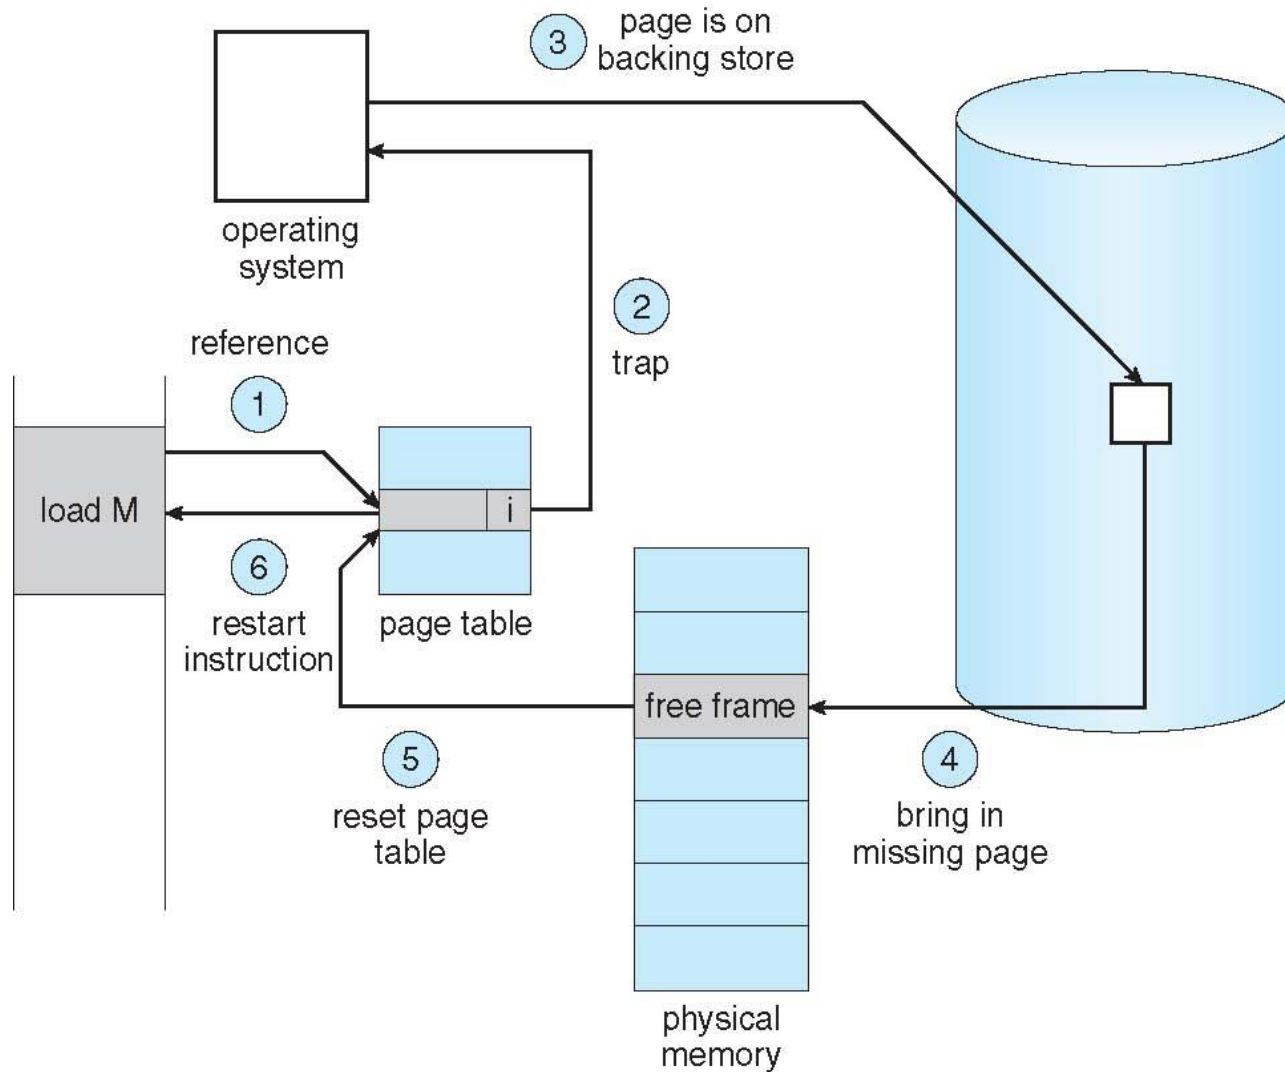 3
page is on
backing store
operating
system
2
trap
reference
1
load M
i
6
restart
instruction
page table
free frame
5
reset page
table
4
bring in
missing page
physical
memory